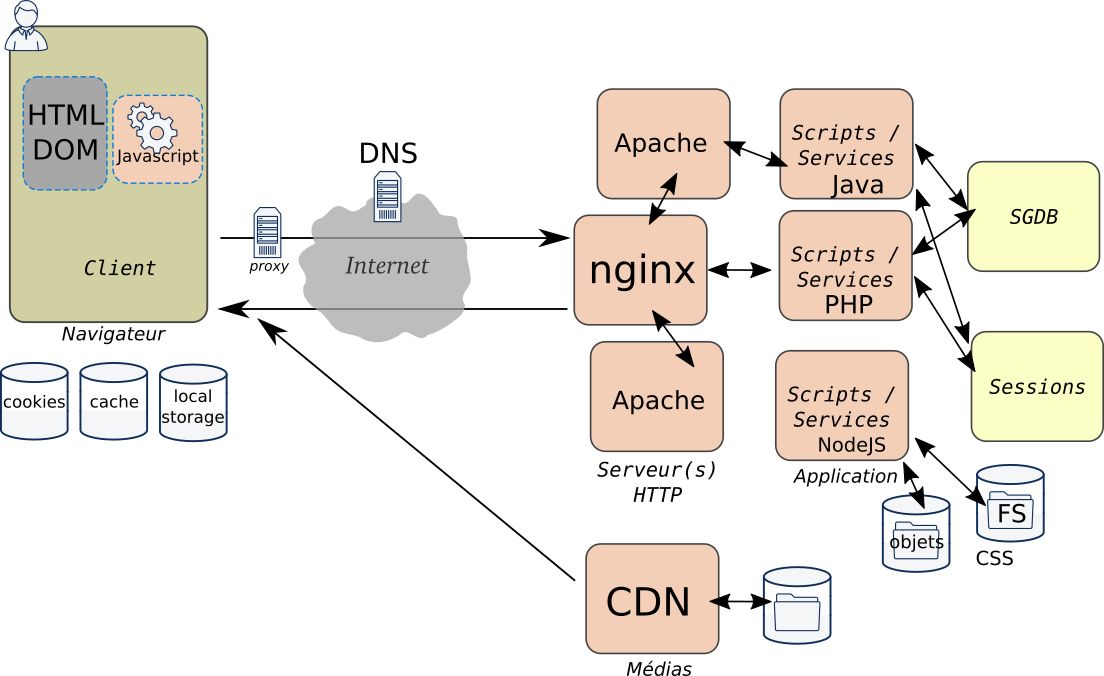 HTML
DOM
Javascript
Client
Navigateur
cookies
cache
local
storage
DNS
proxy
Internet
Apache
nginx
Apache
Serveur(s)
HTTP
Scripts /
Services
Java
Scripts /
Services
PHP
Scripts /
Services
NodeJS
Application
SGDB
Sessions
objets
FS
CSS
CDN
Médias